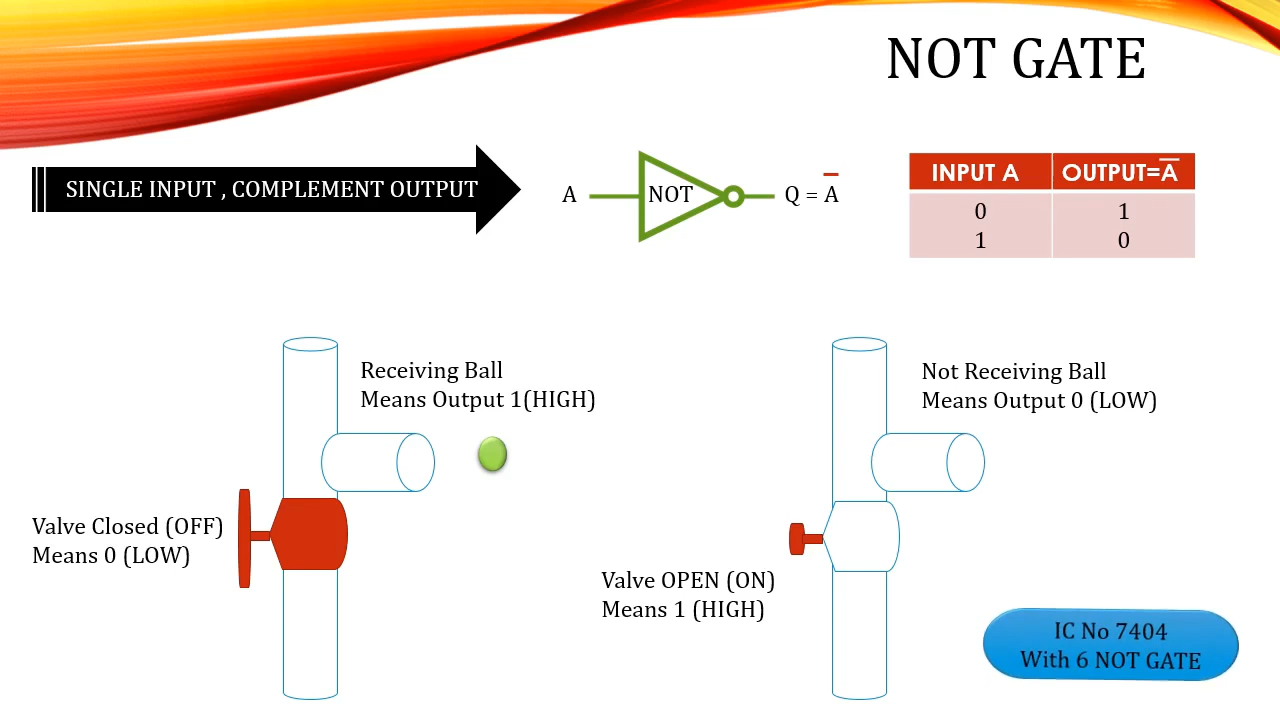 NOT GATE
SINGLE INPUT , COMPLEMENT OUTPUT
A
NOT
Q = A̅
INPUT A OUTPUT=A̅
0 1
1 0
Receiving Ball
Means Output 1(HIGH)
Not Receiving Ball
Means Output 0 (LOW)
Valve Closed (OFF)
Means 0 (LOW)
Valve OPEN (ON)
Means 1 (HIGH)
IC No 7404
With 6 NOT GATE